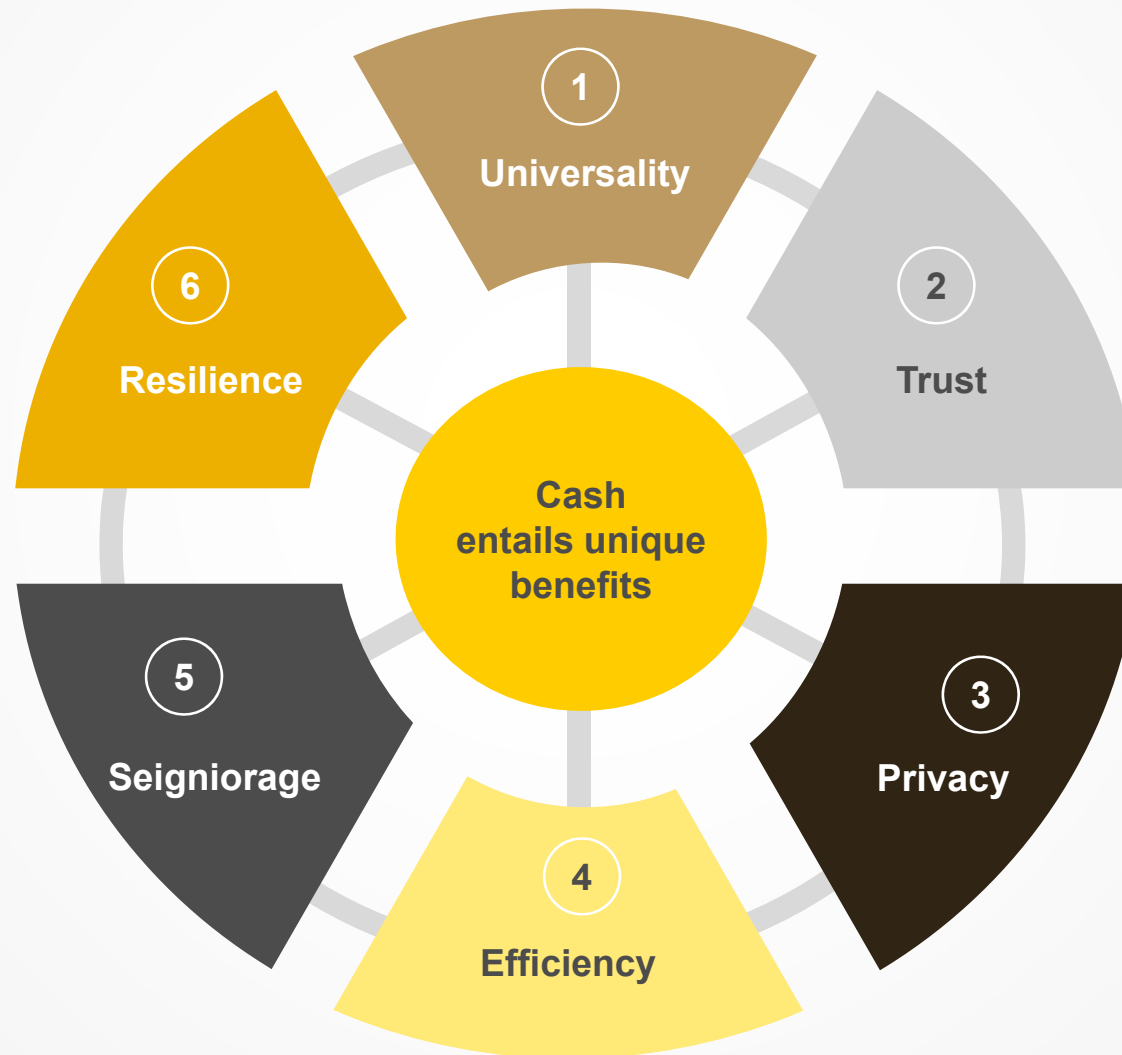 1
Universality
2
Trust
3
Privacy
4
Efficiency
5
Seigniorage
6
Resilience
Cash
entails unique
benefits